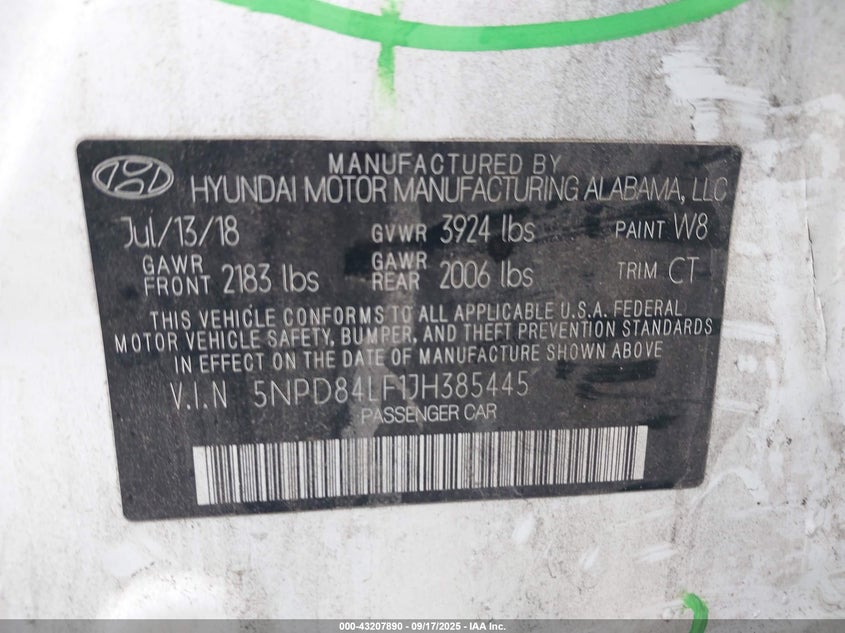 MANUFACTURED BY
HYUNDAI MOTOR MANUFACTURING ALABAMA, LLC
Jul/13/18 GVWR 3924 lbs PAINT W8
GAWR FRONT 2183 lbs GAWR REAR 2006 lbs TRIM CT
THIS VEHICLE CONFORMS TO ALL APPLICABLE U.S.A. FEDERAL
MOTOR VEHICLE SAFETY, BUMPER, AND THEFT PREVENTION STANDARDS
IN EFFECT ON THE DATE OF MANUFACTURE SHOWN ABOVE
V.I.N 5NPD84LF1JH385445
PASSENGER CAR
000-43207890 - 09/17/2025 - IAA Inc.